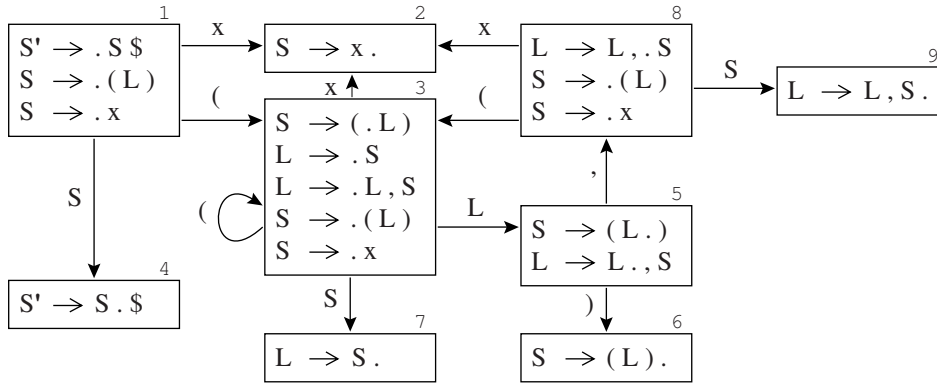 1
S' → . S $
S → . ( L )
S → . x
x
2
S → x .
x
8
L → L , . S
S → . ( L )
S → . x
S
9
L → L , S .
(
x
3
S → ( . L )
L → . S
L → . L , S
S → . ( L )
S → . x
(
(
S
L
,
5
S → ( L . )
L → L . , S
4
S' → S . $
S
7
L → S .
)
6
S → ( L ) .